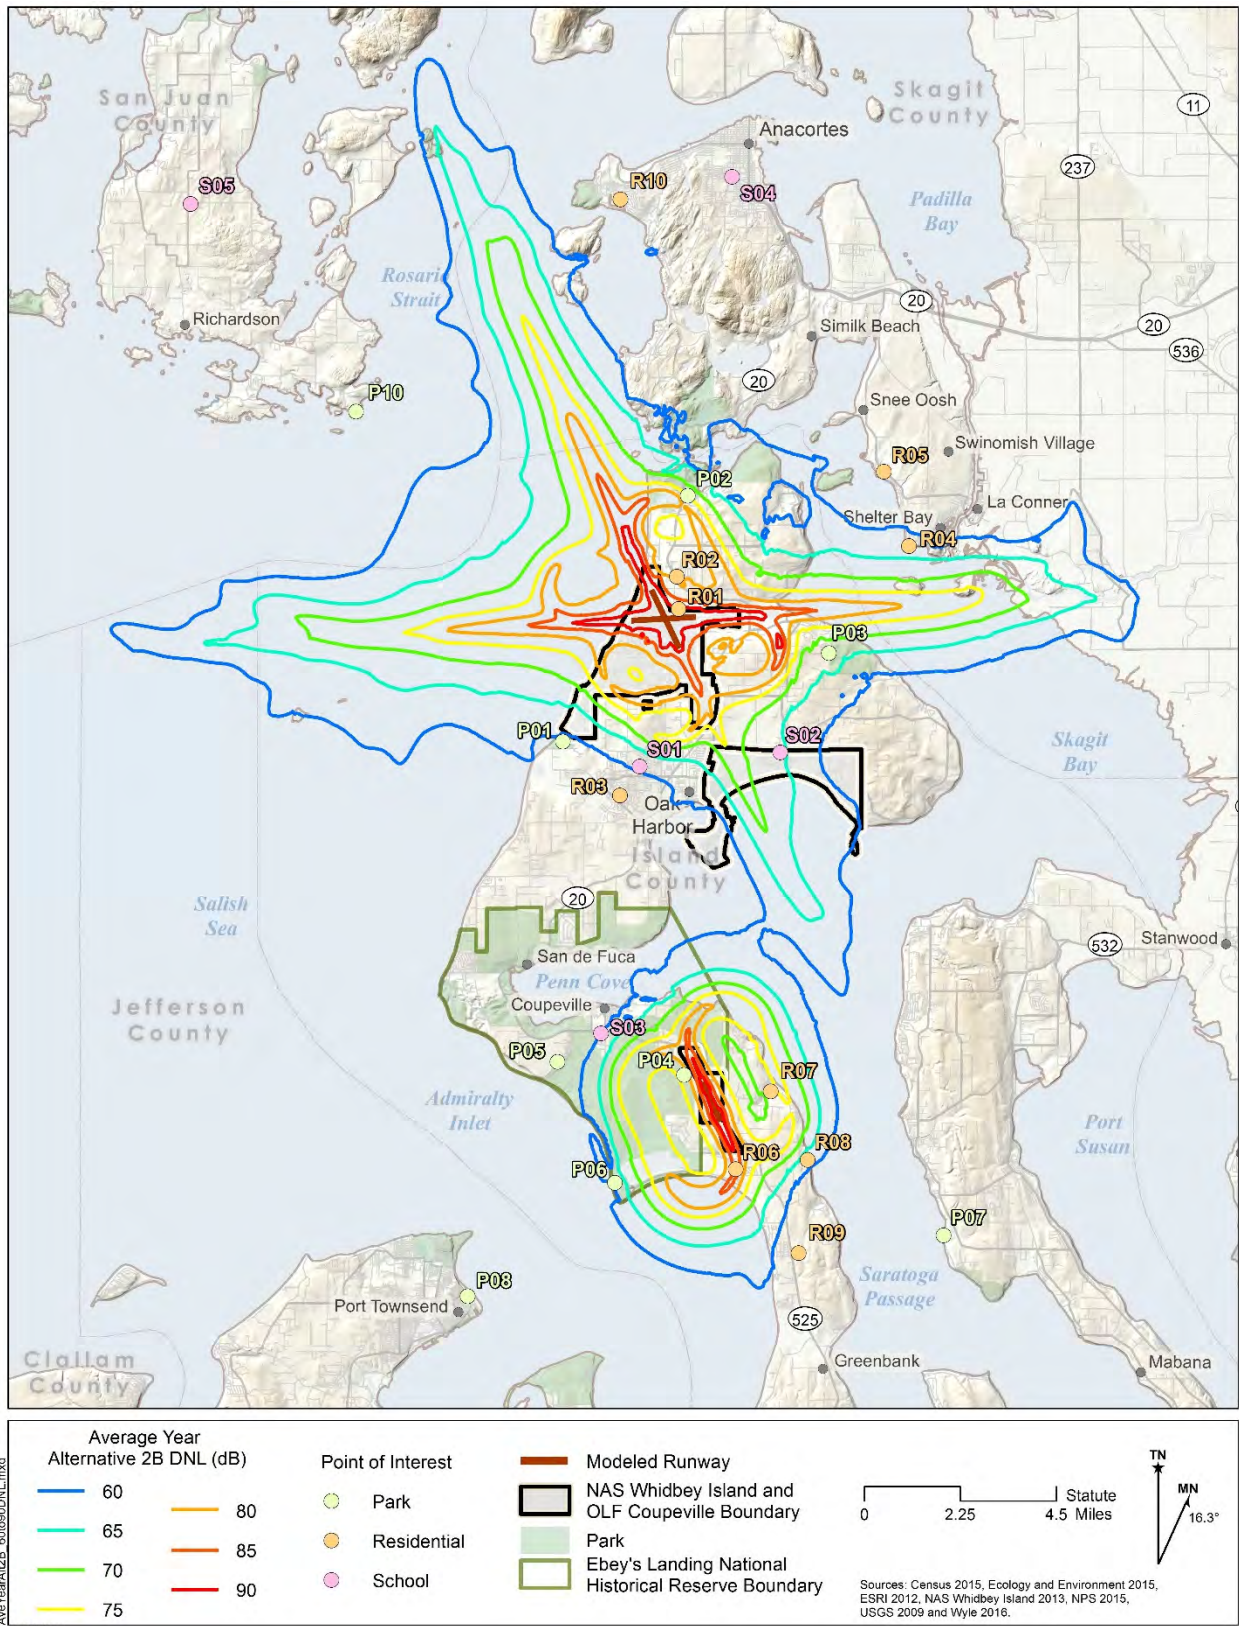 San Juan
County
Skagit
County
11
Anacortes
237
S05
R10
S04
Padilla
Bay
Rosario
Strait
20
Richardson
Similk Beach
20
536
20
P10
Snee Oosh
Swinomish Village
R05
P02
La Conner
Shelter Bay
R04
R02
R01
P03
P01
S01
S02
Skagit
Bay
R03
Oak
Harbor
Island
County
20
Salish
Sea
Stanwood
532
San de Fuca
Penn Cove
Jefferson
County
Coupeville
S03
P05
P04
R07
Admiralty
Inlet
Port
Susan
R06
R08
P06
P07
R09
Saratoga
Passage
P08
Port Townsend
525
Clallam
County
Greenbank
Mabana
Average Year
Alternative 2B DNL (dB)
60
65
70
75
80
85
90
Point of Interest
Park
Residential
School
Modeled Runway
NAS Whidbey Island and
OLF Coupeville Boundary
Park
Ebey's Landing National
Historical Reserve Boundary
Statute
0 2.25 4.5 Miles
TN
MN
16.3°
Sources: Census 2015, Ecology and Environment 2015,
ESRI 2012, NAS Whidbey Island 2013, NPS 2015,
USGS 2009 and Wyle 2016.